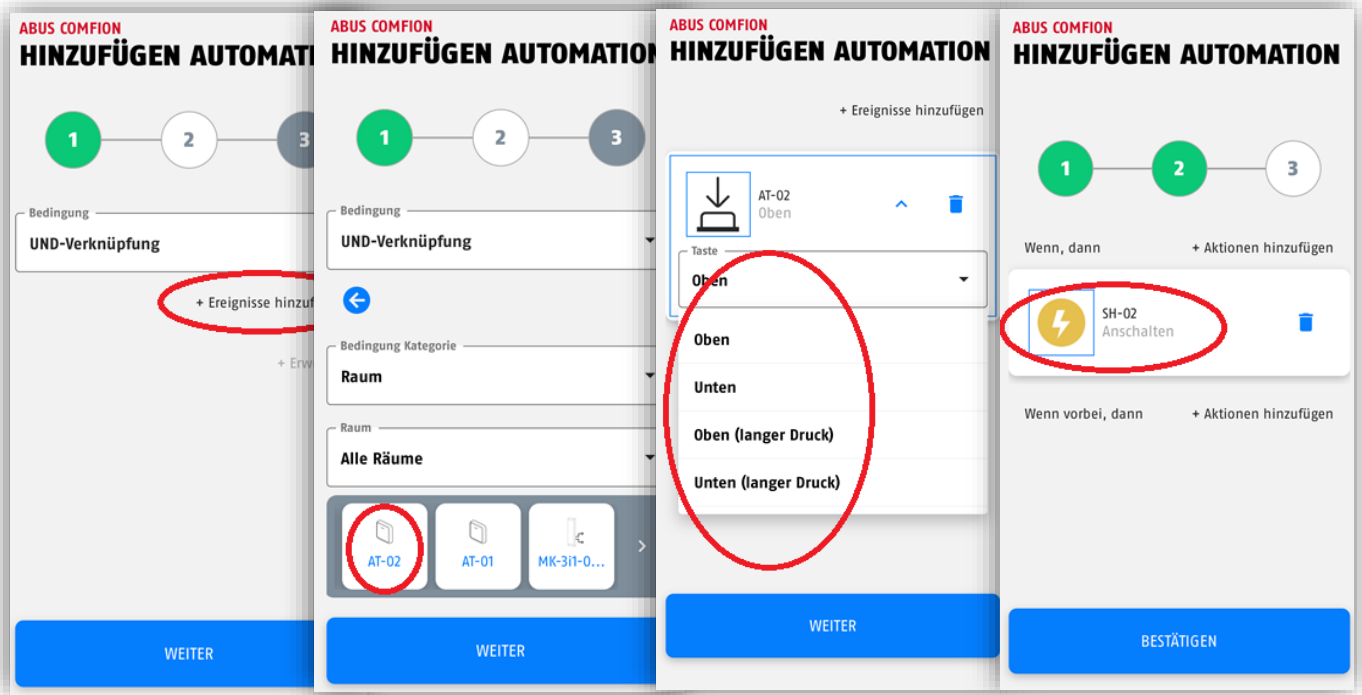 ABUS COMFION
HINZUFÜGEN AUTOMATI
1
2
3
Bedingung
UND-Verknüpfung
+ Ereignisse hinzuf
+ Erw
WEITER
ABUS COMFION
HINZUFÜGEN AUTOMATION
1
2
3
Bedingung
UND-Verknüpfung
Bedingung Kategorie
Raum
Raum
Alle Räume
AT-02
AT-01
MK-3i1-0...
WEITER
ABUS COMFION
HINZUFÜGEN AUTOMATION
+ Ereignisse hinzufügen
AT-02
Oben
Taste
Oben
Oben
Unten
Oben (langer Druck)
Unten (langer Druck)
WEITER
ABUS COMFION
HINZUFÜGEN AUTOMATION
1
2
3
Wenn, dann
+ Aktionen hinzufügen
SH-02
Anschalten
Wenn vorbei, dann
+ Aktionen hinzufügen
BESTÄTIGEN